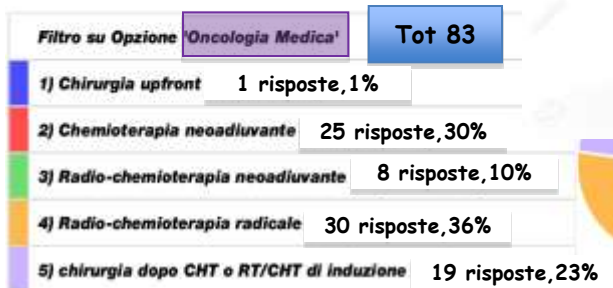 Filtro su Opzione 'Oncologia Medica' Tot 83
1) Chirurgia upfront 1 risposte,1%
2) Chemioterapia neoadiuvante 25 risposte,30%
3) Radio-chemioterapia neoadiuvante 8 risposte,10%
4) Radio-chemioterapia radicale 30 risposte,36%
5) chirurgia dopo CHT o RT/CHT di induzione 19 risposte,23%